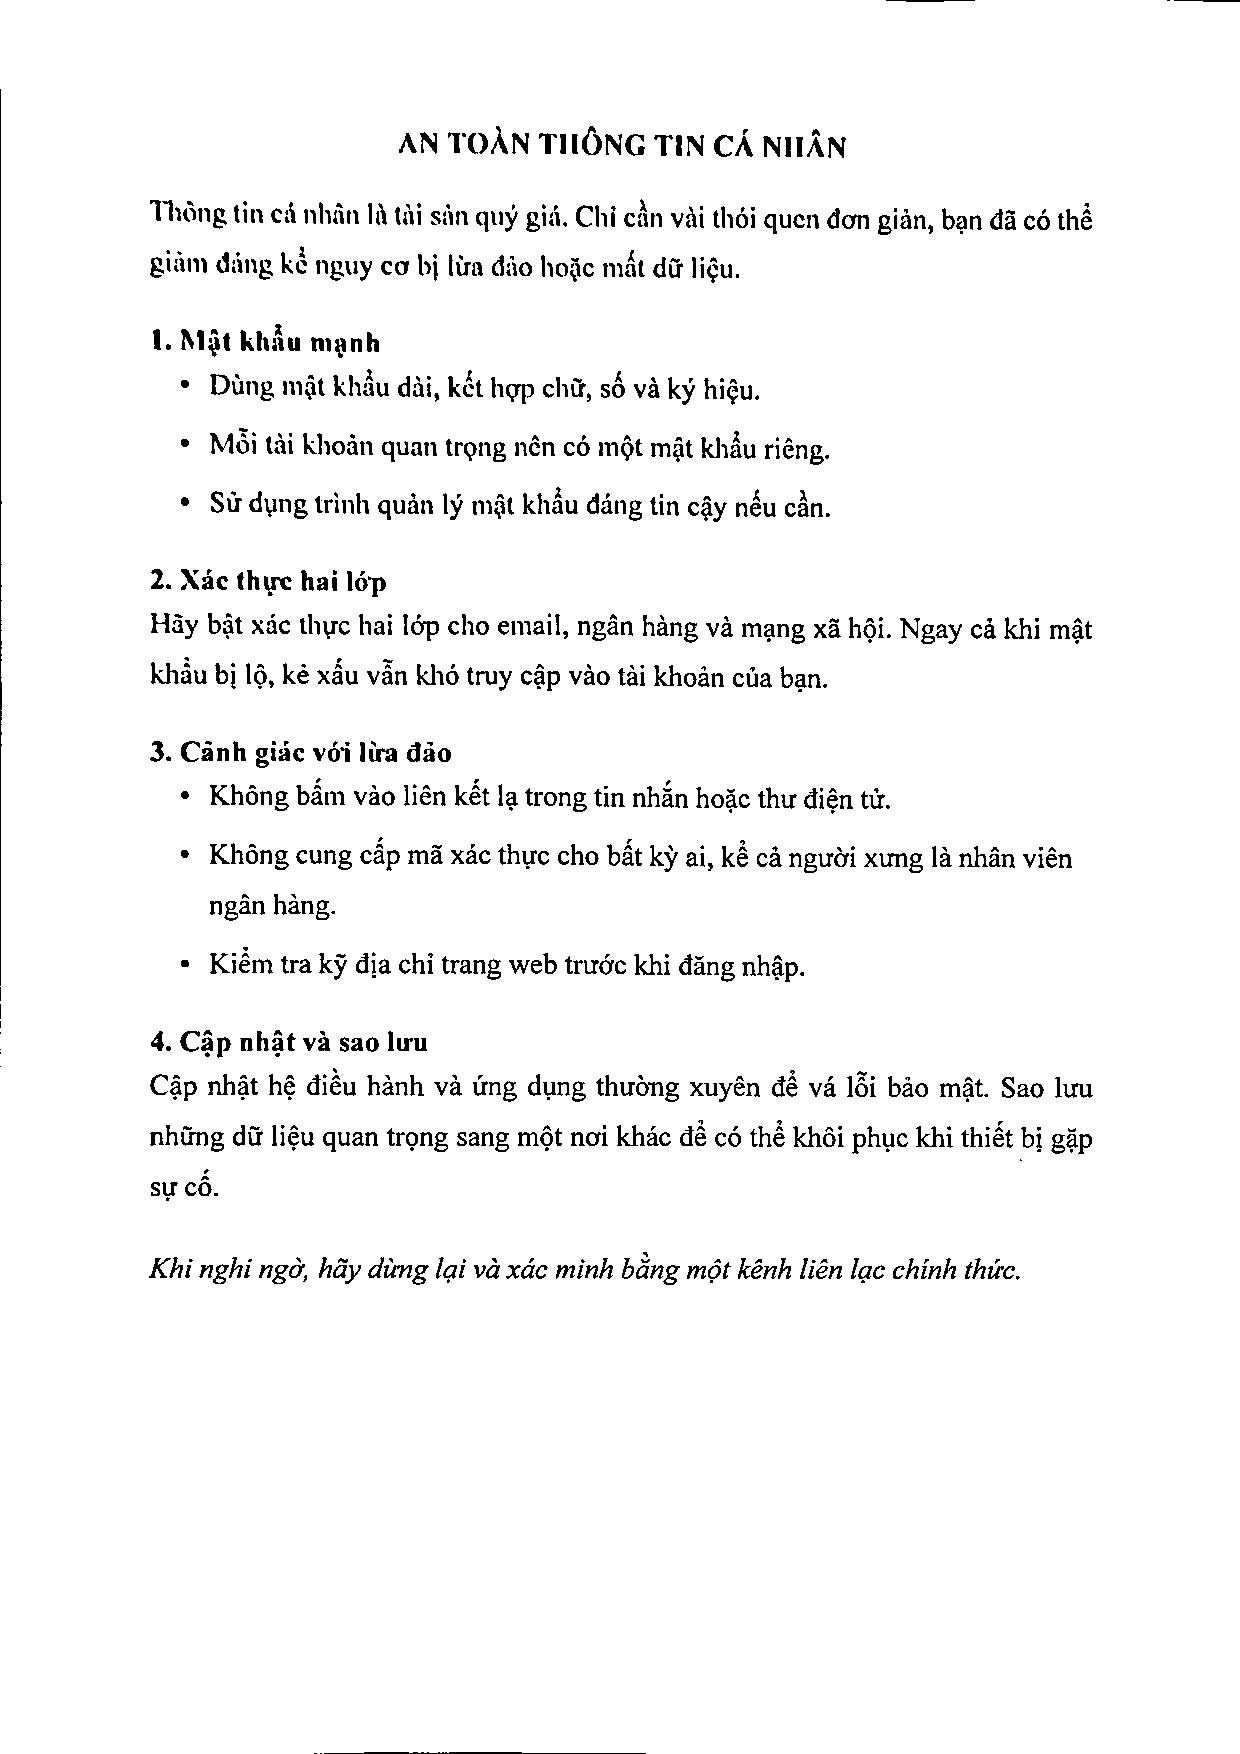 AN TOÀN THÔNG TIN CÁ NHÂN
Thông tin cá nhân là tài sản quý giá. Chỉ cần vài thói quen đơn giản, bạn đã có thể
giảm đáng kể nguy cơ bị lừa đảo hoặc mất dữ liệu.
1. Mật khẩu mạnh
• Dùng mật khẩu dài, kết hợp chữ, số và ký hiệu.
• Mỗi tài khoản quan trọng nên có một mật khẩu riêng.
• Sử dụng trình quản lý mật khẩu đáng tin cậy nếu cần.
2. Xác thực hai lớp
Hãy bật xác thực hai lớp cho email, ngân hàng và mạng xã hội. Ngay cả khi mật
khẩu bị lộ, kẻ xấu vẫn khó truy cập vào tài khoản của bạn.
3. Cảnh giác với lừa đảo
• Không bấm vào liên kết lạ trong tin nhắn hoặc thư điện tử.
• Không cung cấp mã xác thực cho bất kỳ ai, kể cả người xưng là nhân viên
ngân hàng.
• Kiểm tra kỹ địa chỉ trang web trước khi đăng nhập.
4. Cập nhật và sao lưu
Cập nhật hệ điều hành và ứng dụng thường xuyên để vá lỗi bảo mật. Sao lưu
những dữ liệu quan trọng sang một nơi khác để có thể khôi phục khi thiết bị gặp
sự cố.
Khi nghi ngờ, hãy dừng lại và xác minh bằng một kênh liên lạc chính thức.